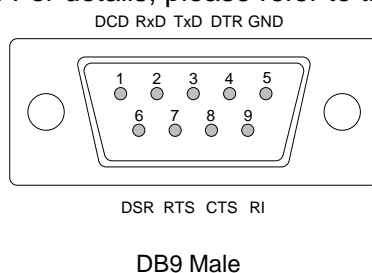 DCD RxD TxD DTR GND
1 2 3 4 5
6 7 8 9
DSR RTS CTS RI
DB9 Male